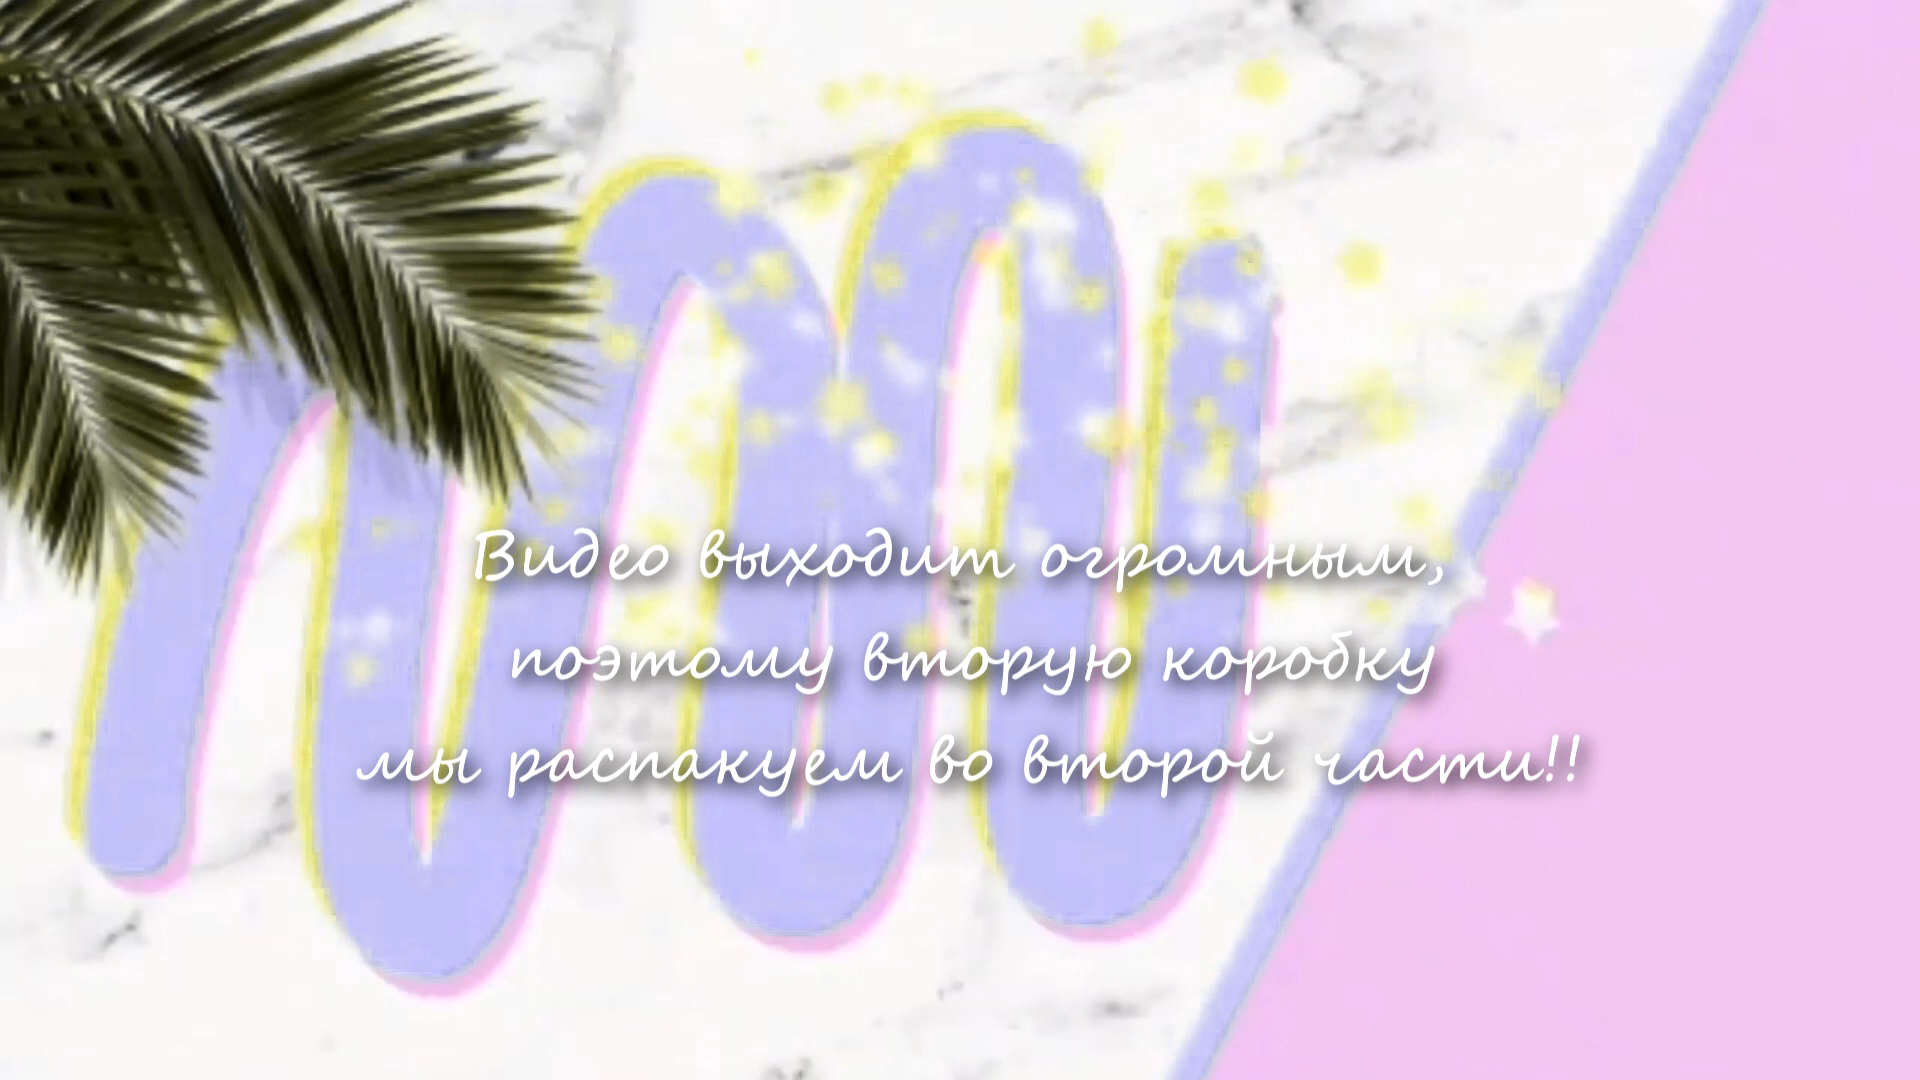 Видео выходит огромным,
поэтому вторую коробку
мы распакуем во второй части!!